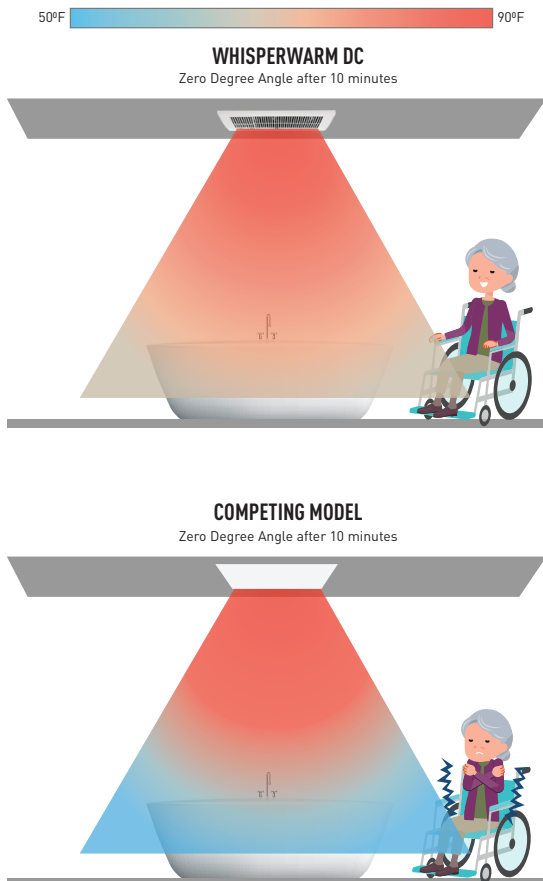 50ºF 90ºF
WHISPERWARM DC
Zero Degree Angle after 10 minutes
COMPETING MODEL
Zero Degree Angle after 10 minutes